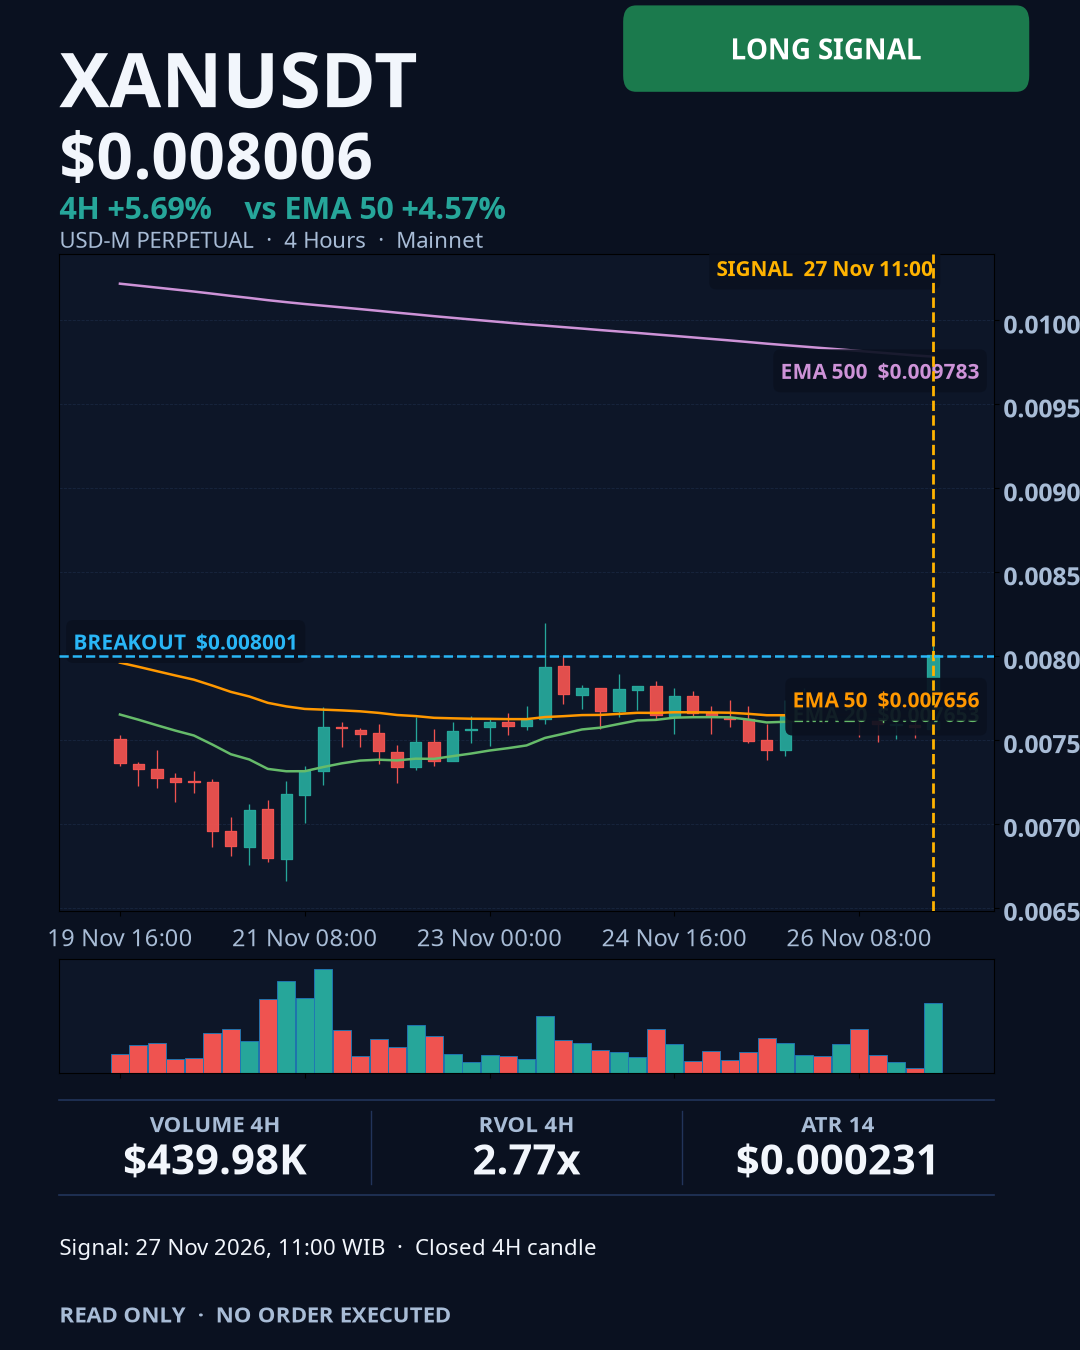 LONG SIGNAL
XANUSDT
$0.008006
4H +5.69% vs EMA 50 +4.57%
USD-M PERPETUAL · 4 Hours · Mainnet
SIGNAL 27 Nov 11:00
0.0100
EMA 500 $0.009783
0.0095
0.0090
0.0085
BREAKOUT $0.008001
0.0080
EMA 50 $0.007656
EMA 20
0.0075
0.0070
0.0065
19 Nov 16:00 21 Nov 08:00 23 Nov 00:00 24 Nov 16:00 26 Nov 08:00
VOLUME 4H RVOL 4H ATR 14
$439.98K 2.77x $0.000231
Signal: 27 Nov 2026, 11:00 WIB · Closed 4H candle
READ ONLY · NO ORDER EXECUTED